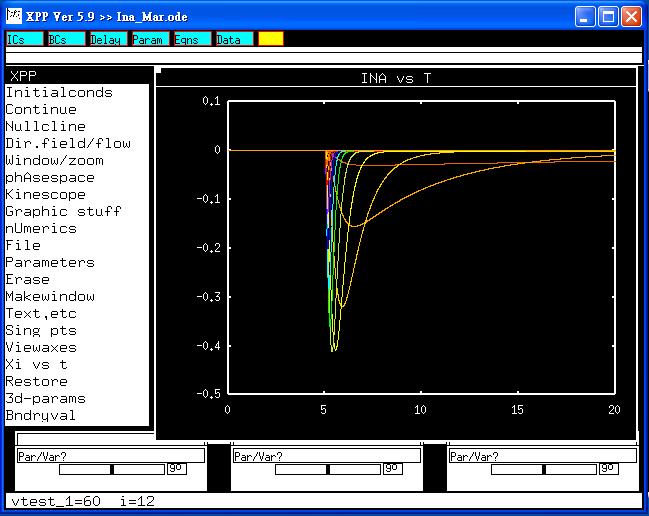 XPP Ver 5.9 >> Ina_Mar.ode
ICs BCs Delay Param Eqns Data
XPP
INA vs T
Initialconds
Continue
Nullcline
Dir.field/flow
Window/zoom
phAsespace
Kinescope
Graphic stuff
nUmerics
File
Parameters
Erase
Makewindow
Text,etc
Sing pts
Viewaxes
Xi vs t
Restore
3d-params
Bndryval
0.1
0
-0.1
-0.2
-0.3
-0.4
-0.5
0 5 10 15 20
Par/Var? Par/Var? Par/Var?
go go go
vtest_1=60 i=12